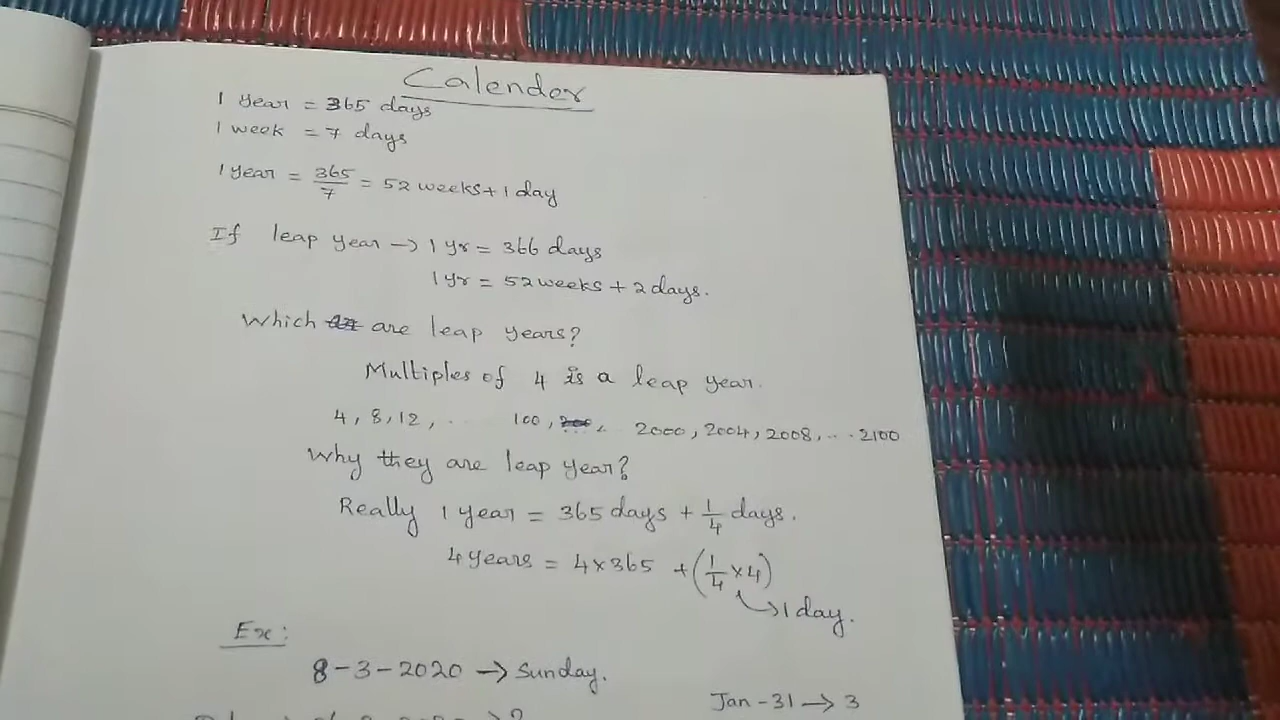 Calender
1 Year = 365 days
1 week = 7 days
1 year = 365/7 = 52 weeks + 1 day
If leap year → 1 yr = 366 days
1 yr = 52 weeks + 2 days.
Which are leap years?
Multiples of 4 is a leap year.
4, 8, 12, . 100, .. 2000, 2004, 2008, ... 2100
Why they are leap year?
Really 1 year = 365 days + 1/4 days.
4 years = 4×365 + (1/4 ×4)
→ 1 day.
Ex:
8-3-2020 → Sunday.
Jan - 31 → 3